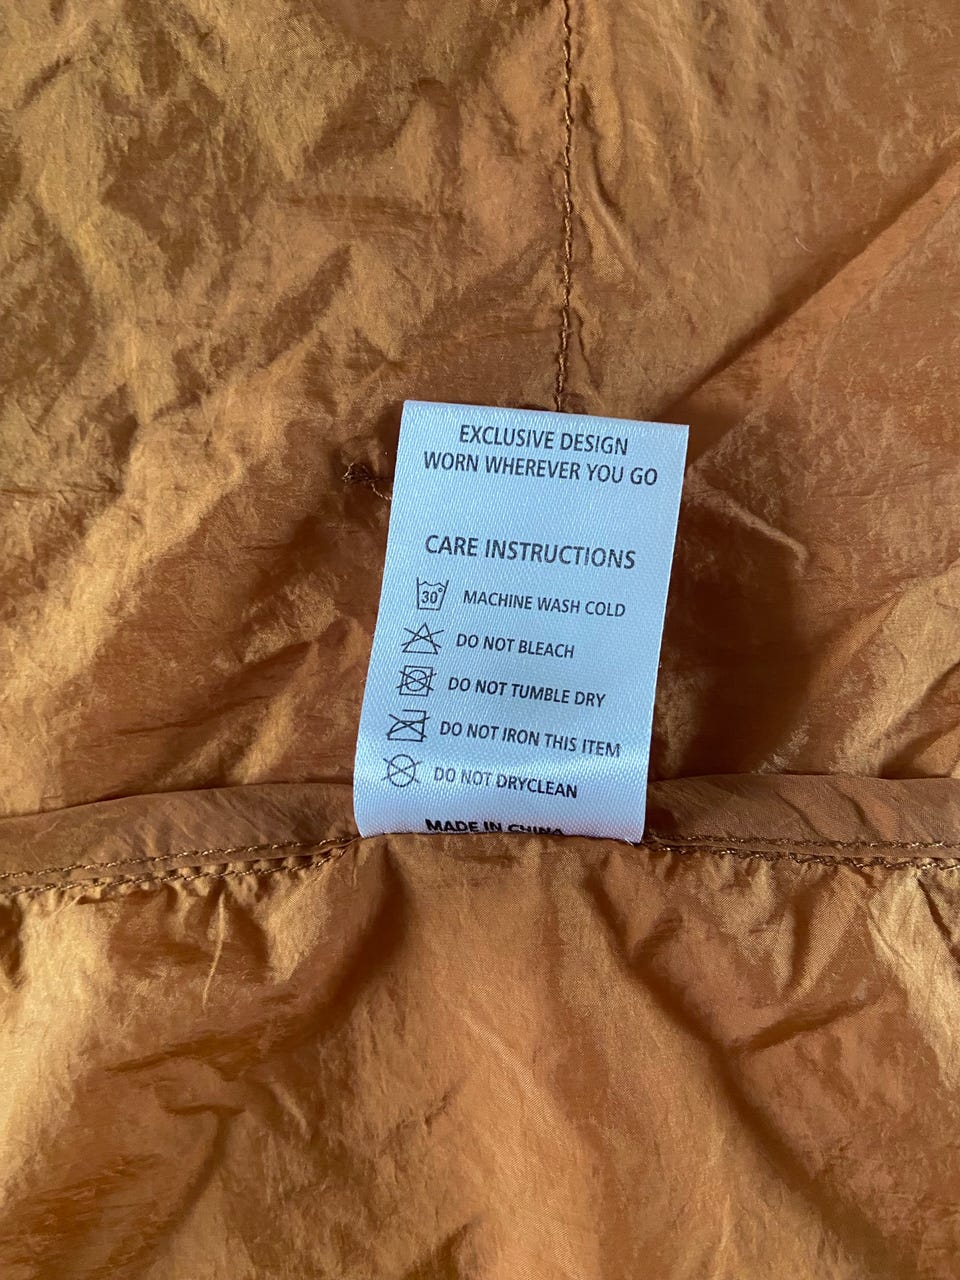 EXCLUSIVE DESIGN
WORN WHEREVER YOU GO
CARE INSTRUCTIONS
30° MACHINE WASH COLD
DO NOT BLEACH
DO NOT TUMBLE DRY
DO NOT IRON THIS ITEM
DO NOT DRYCLEAN
MADE IN CHINA